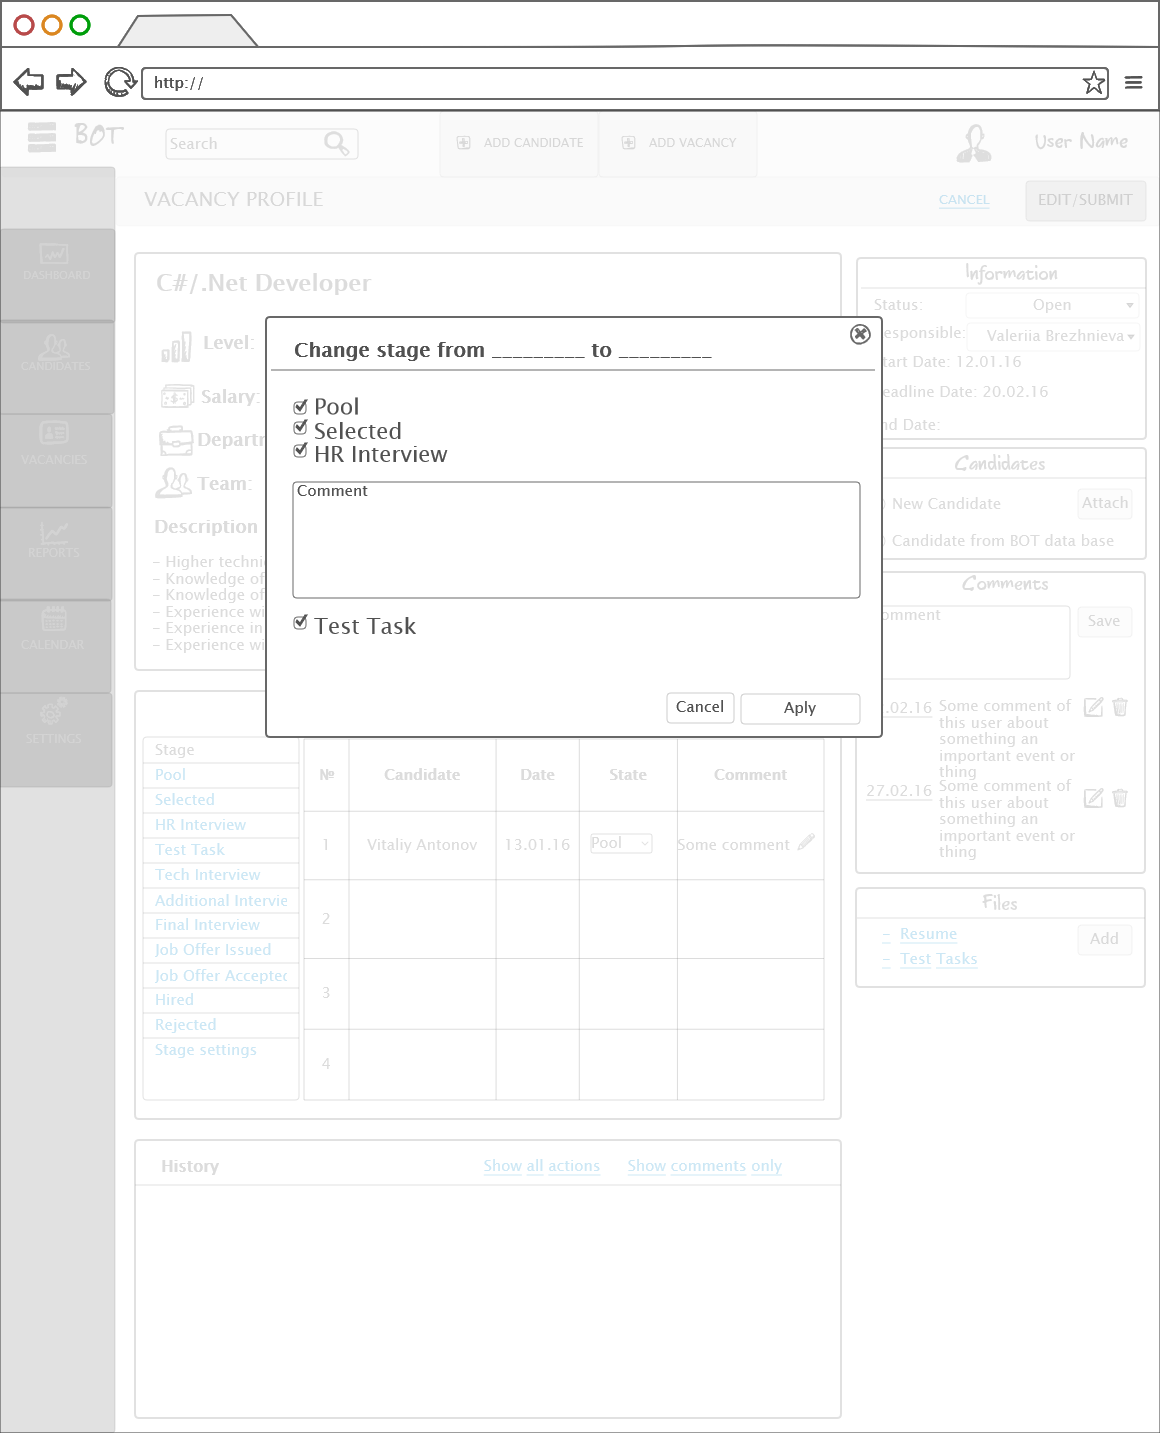 http://
BOT
Search
ADD CANDIDATE
ADD VACANCY
User Name
VACANCY PROFILE
CANCEL
EDIT/SUBMIT
DASHBOARD
CANDIDATES
VACANCIES
REPORTS
CALENDAR
SETTINGS
C#/.Net Developer
Level:
Salary:
Departr
Team:
Description
- Higher techni
- Knowledge of
- Knowledge of
- Experience wi
- Experience in
- Experience wi
Change stage from _________ to _________
Pool
Selected
HR Interview
Comment
Test Task
Cancel
Aply
Information
Status:
Open
esponsible:
Valeriia Brezhnieva
tart Date: 12.01.16
eadline Date: 20.02.16
nd Date:
Candidates
New Candidate
Attach
Candidate from BOT data base
Comments
omment
Save
.02.16
Some comment of
this user about
something an
important event or
thing
27.02.16
Some comment of
this user about
something an
important event or
thing
Files
- Resume
Add
- Test Tasks
Stage
Pool
Selected
HR Interview
Test Task
Tech Interview
Additional Intervie
Final Interview
Job Offer Issued
Job Offer Accepted
Hired
Rejected
Stage settings
№
Candidate
Date
State
Comment
1
Vitaliy Antonov
13.01.16
Pool
Some comment
2
3
4
History
Show all actions
Show comments only